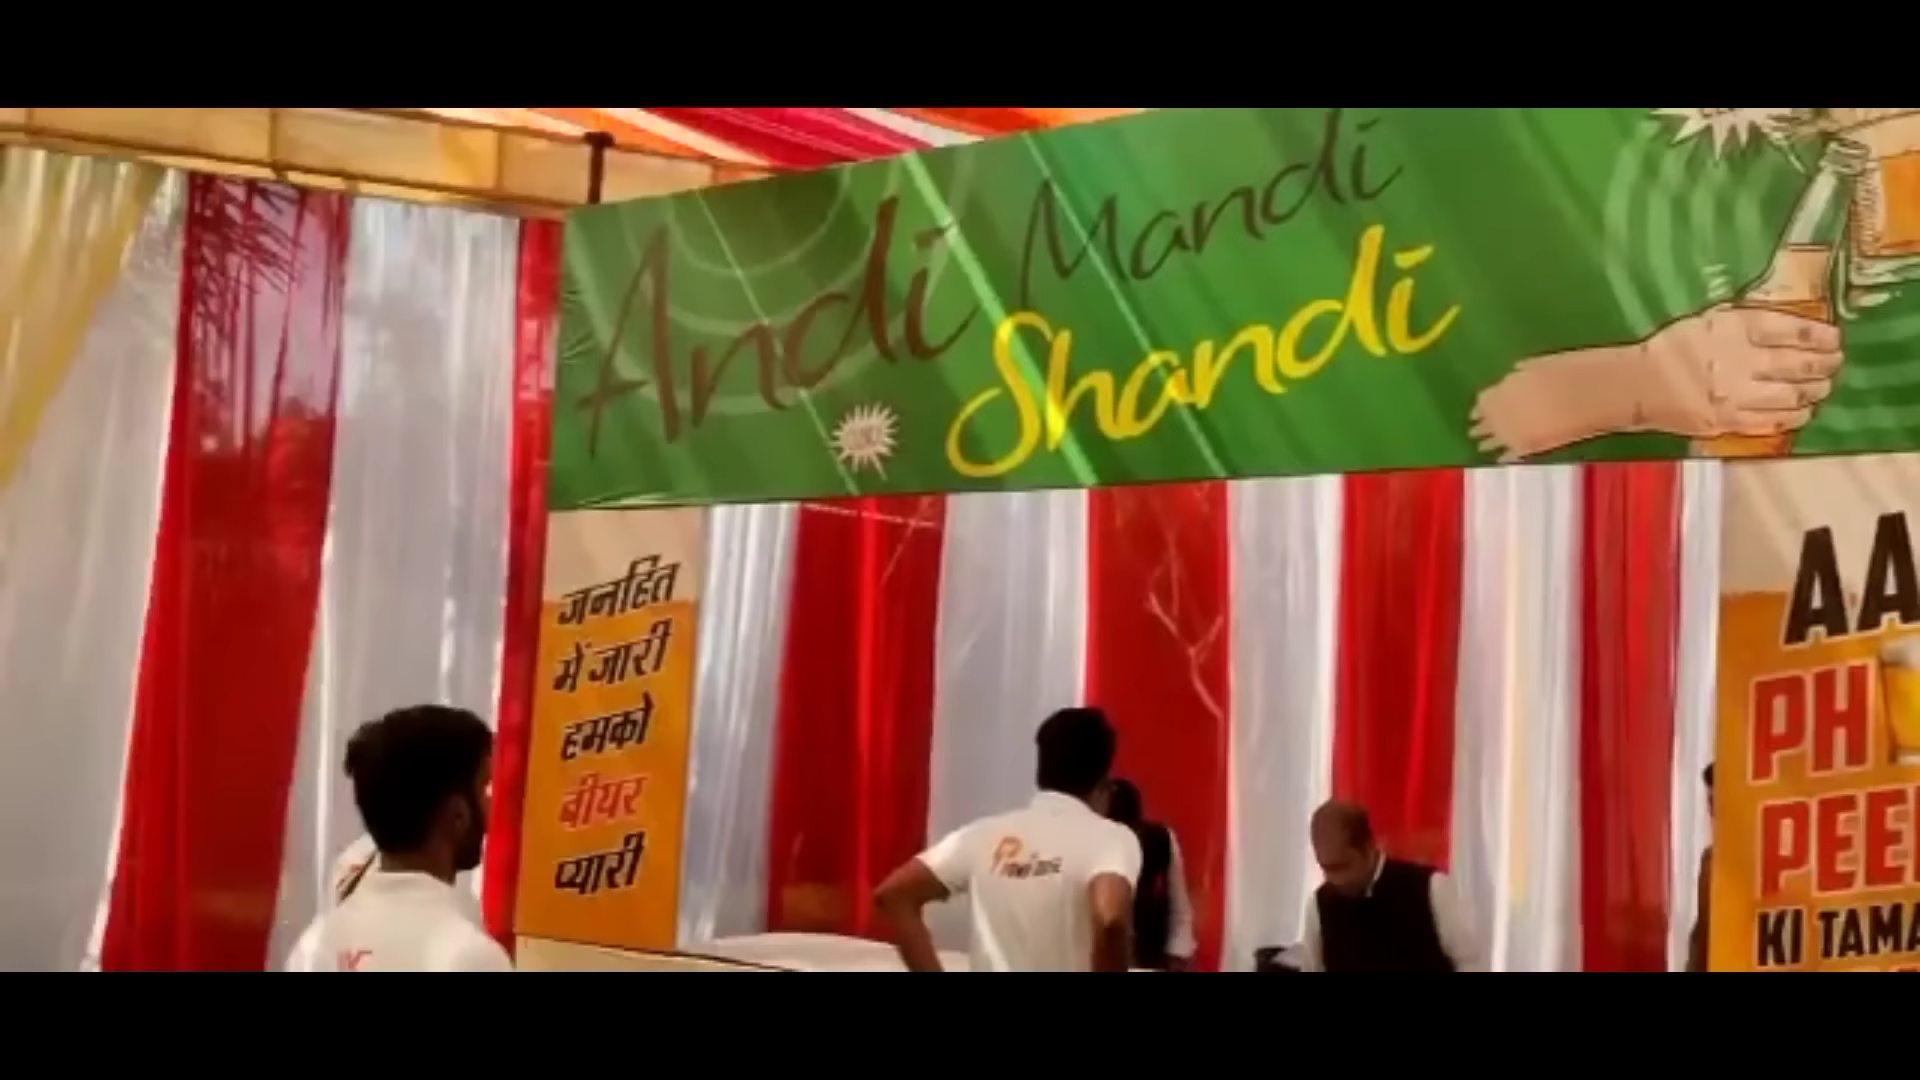 Andi Mandi
Shandi
जनहित
में जारी
हमको
बीयर
प्यारी
AA
PH
PEE
KI TAMA